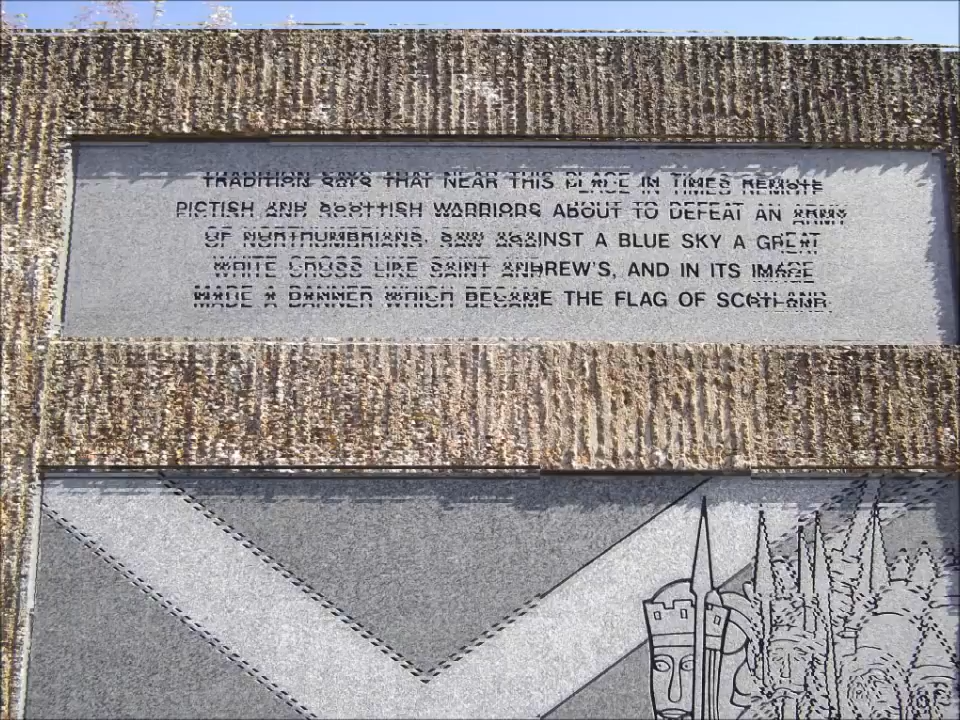 TRADITION SAYS THAT NEAR THIS PLACE IN TIMES REMOTE
PICTISH AND SCOTTISH WARRIORS ABOUT TO DEFEAT AN ARMY
OF NORTHUMBRIANS, SAW AGAINST A BLUE SKY A GREAT
WHITE CROSS LIKE SAINT ANDREW'S, AND IN ITS IMAGE
MADE A BANNER WHICH BECAME THE FLAG OF SCOTLAND.